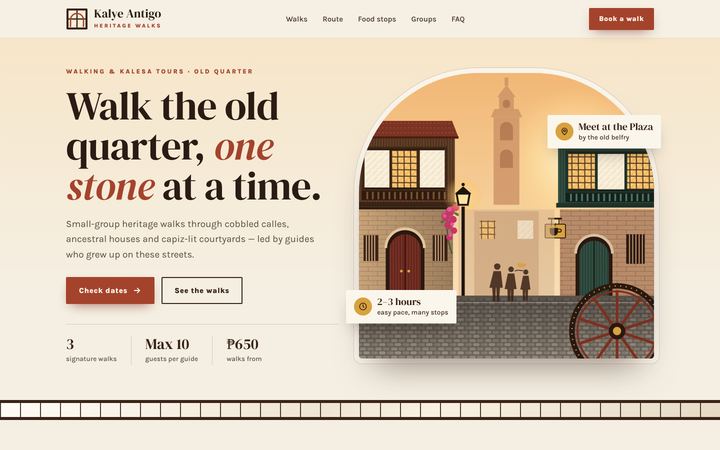 Kalye Antigo
HERITAGE WALKS
Walks Route Food stops Groups FAQ
Book a walk
WALKING & KALESA TOURS · OLD QUARTER
Walk the old
quarter, one
stone at a time.
Small-group heritage walks through cobbled calles,
ancestral houses and capiz-lit courtyards — led by guides
who grew up on these streets.
Check dates →
See the walks
3
signature walks
Max 10
guests per guide
₱650
walks from
Meet at the Plaza
by the old belfry
2–3 hours
easy pace, many stops